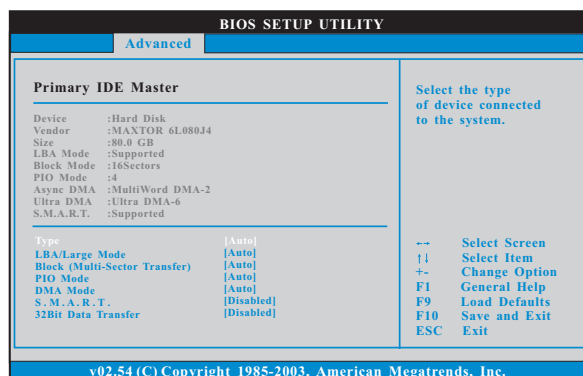 BIOS SETUP UTILITY
Advanced
Primary IDE Master
Device :Hard Disk
Vendor :MAXTOR 6L080J4
Size :80.0 GB
LBA Mode :Supported
Block Mode :16Sectors
PIO Mode :4
Async DMA :MultiWord DMA-2
Ultra DMA :Ultra DMA-6
S.M.A.R.T. :Supported
Type [Auto]
LBA/Large Mode [Auto]
Block (Multi-Sector Transfer) [Auto]
PIO Mode [Auto]
DMA Mode [Auto]
S.M.A.R.T. [Disabled]
32Bit Data Transfer [Disabled]
Select the type
of device connected
to the system.
←→ Select Screen
↑↓ Select Item
+- Change Option
F1 General Help
F9 Load Defaults
F10 Save and Exit
ESC Exit
v02.54 (C) Copyright 1985-2003, American Megatrends, Inc.